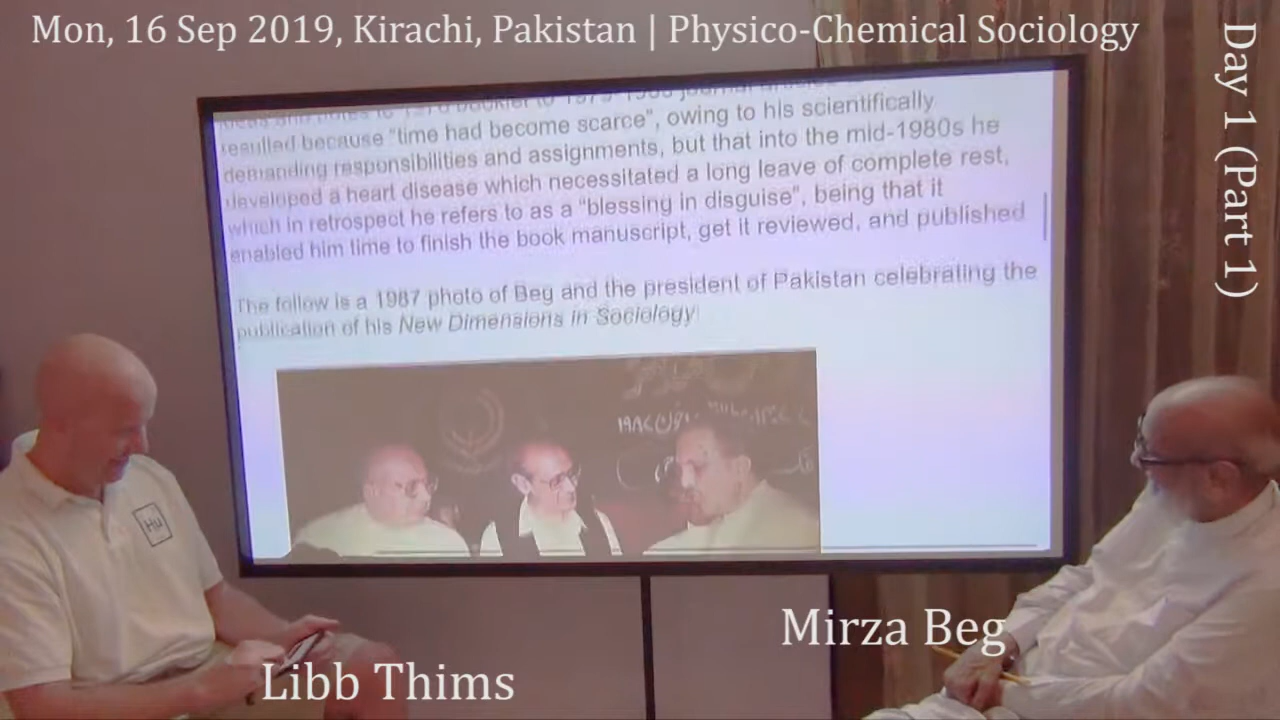 Mon, 16 Sep 2019, Kirachi, Pakistan | Physico-Chemical Sociology
Day 1 (Part 1)
resulled because "time had become scarce", owing to his scientifically
demanding responsibilities and assignments, but that into the mid-1980s he
developed a heart disease which necessitated a long leave of complete rest,
which in retrospect he refers to as a "blessing in disguise", being that it
enabled him time to finish the book manuscript, get it reviewed, and published
The follow is a 1987 photo of Beg and the president of Pakistan celebrating the
publication of his New Dimensions in Sociology
۱۹۸۷
Hu
Mirza Beg
Libb Thims